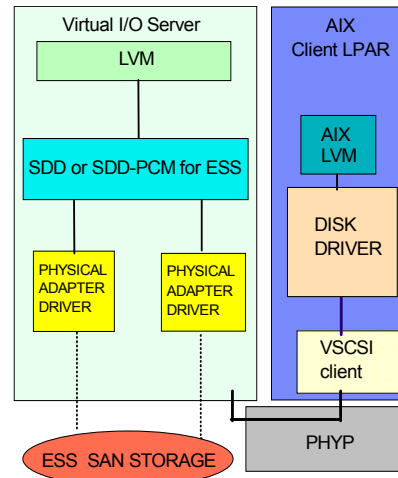 Virtual I/O Server
LVM
SDD or SDD-PCM for ESS
PHYSICAL
ADAPTER
DRIVER
PHYSICAL
ADAPTER
DRIVER
ESS SAN STORAGE
AIX
Client LPAR
AIX
LVM
DISK
DRIVER
VSCSI
client
PHYP